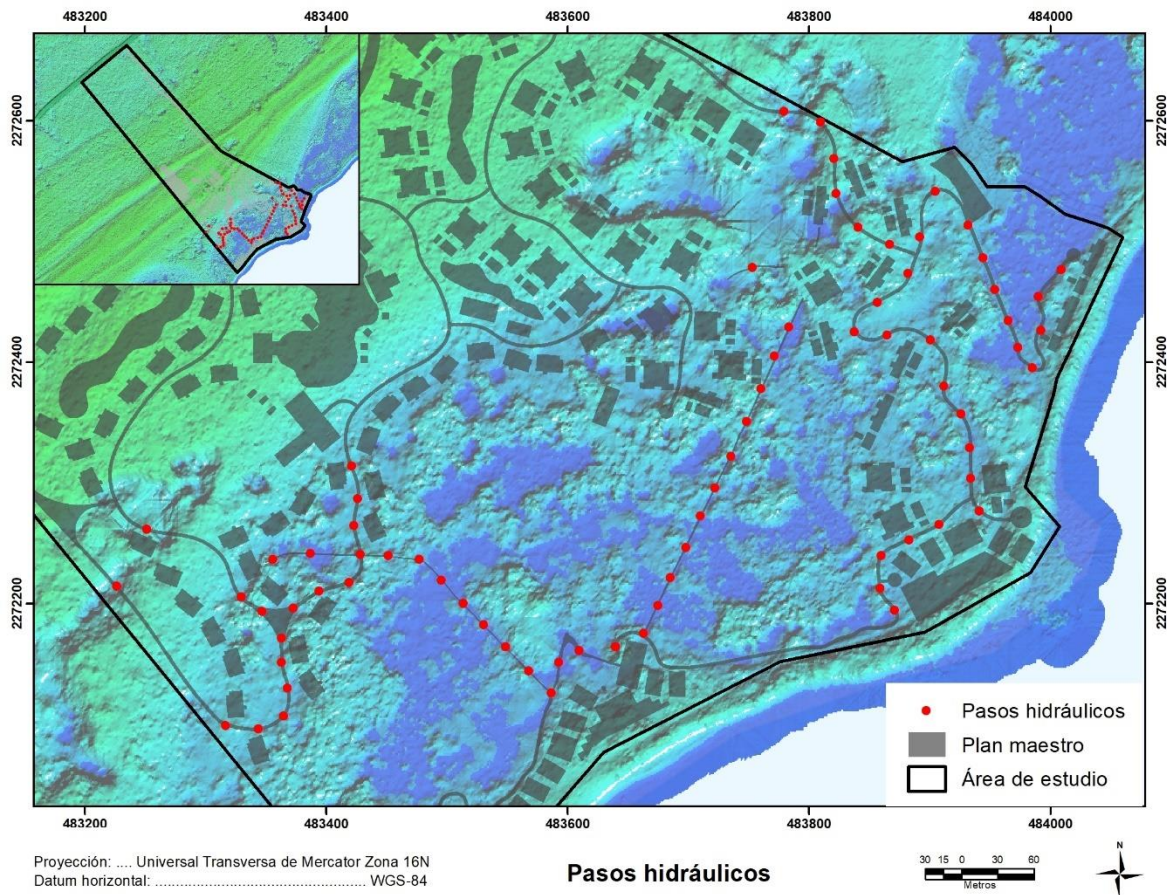 483200 483400 483600 483800 484000
2272600 2272600
2272400 2272400
2272200 2272200
Pasos hidráulicos
Plan maestro
Área de estudio
483200 483400 483600 483800 484000
Proyección: .... Universal Transversa de Mercator Zona 16N
Datum horizontal: .................................................. WGS-84
Pasos hidráulicos
30 15 0 30 60
Metros
N